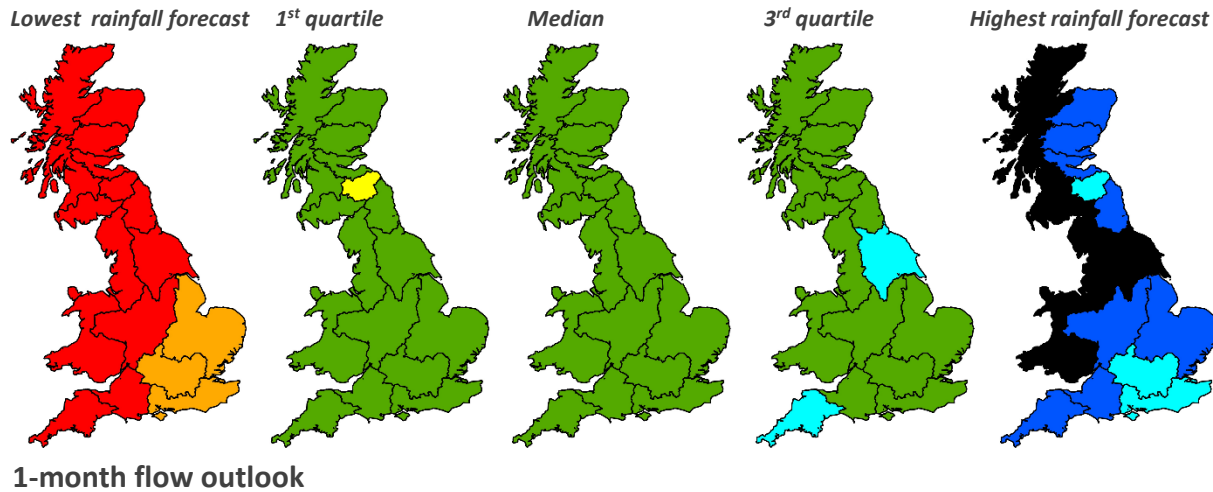 Lowest rainfall forecast 1st quartile Median 3rd quartile Highest rainfall forecast
1-month flow outlook